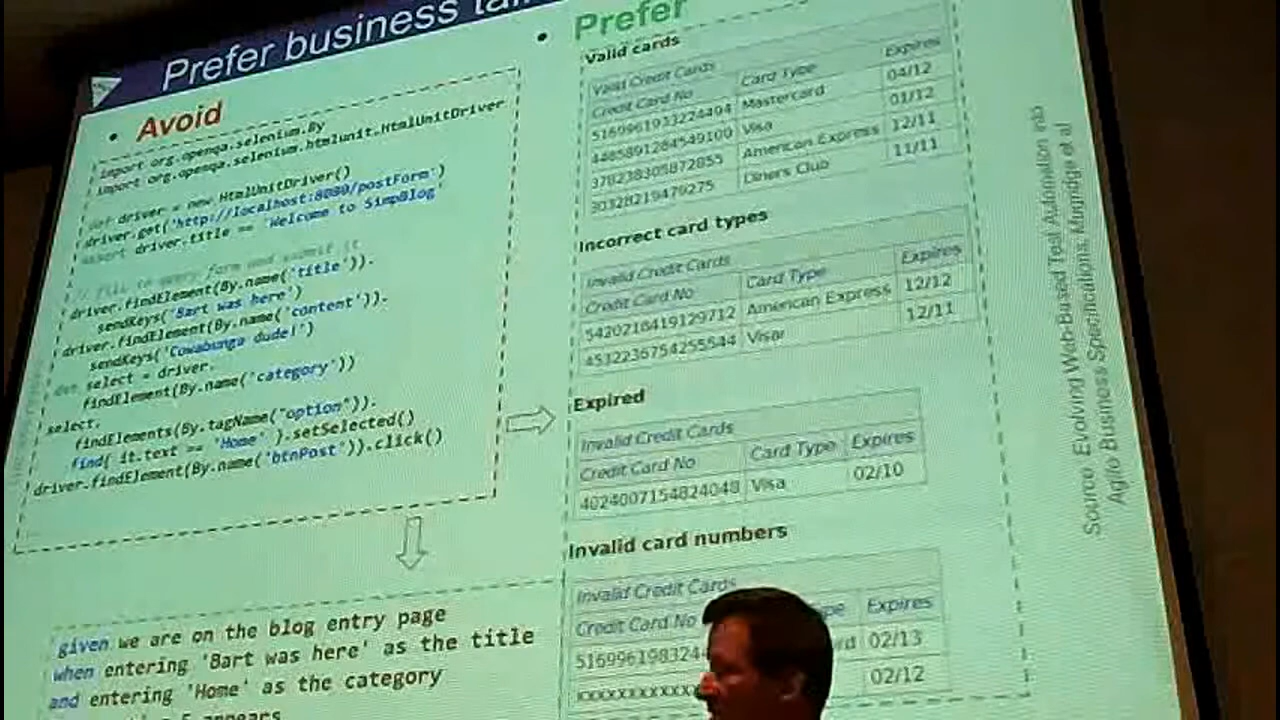 Prefer business
• Avoid
import org.openqa.selenium.By
import org.openqa.selenium.htmlunit.HtmlUnitDriver
def driver = new HtmlUnitDriver()
driver.get('http://localhost:8080/postForm')
assert driver.title == 'Welcome to SimpBlog'
driver.findElement(By.name('title')).
sendKeys('Bart was here')
driver.findElement(By.name('content')).
sendKeys('Cowabunga dude!')
def select = driver.
findElement(By.name('category'))
select.
findElements(By.tagName("option")).
find{ it.text == 'Home' }.setSelected()
driver.findElement(By.name('btnPost')).click()
given we are on the blog entry page
when entering 'Bart was here' as the title
and entering 'Home' as the category
appears
• Prefer
Valid cards
Valid Credit Cards
Credit Card No Card Type Expires
Mastercard 04/12
Visa 01/12
American Express 12/11
Diners Club 11/11
Incorrect card types
Invalid Credit Cards
Credit Card No Card Type Expires
5420218419129712 American Express 12/12
4532236754255544 Visa 12/11
Expired
Invalid Credit Cards
Credit Card No Card Type Expires
4024007154824048 Visa 02/10
Invalid card numbers
Invalid Credit Cards
Credit Card No Expires
02/13
02/12
Source: Evolving Web-Based Test Automation into
Agile Business Specifications, Mugridge et al